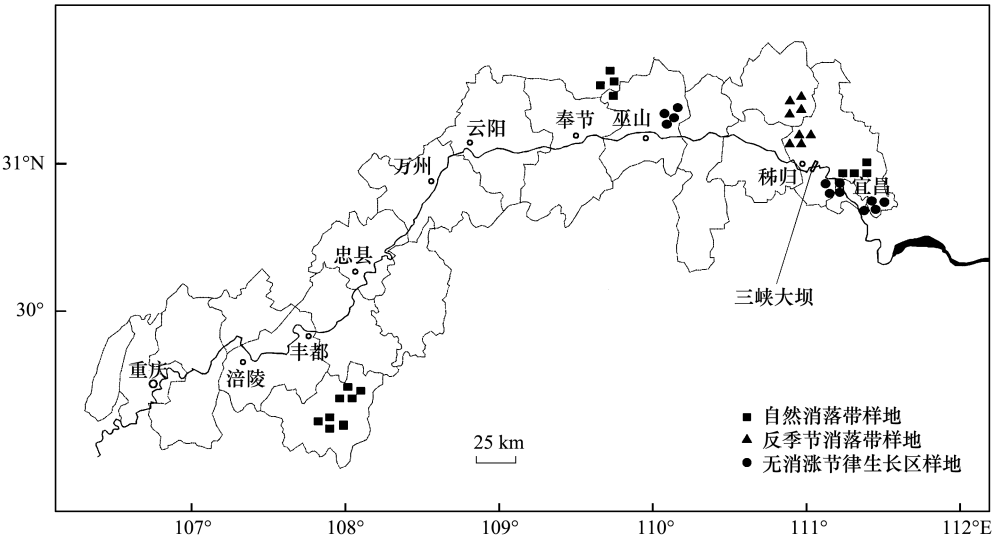 云阳
奉节
巫山
31°N
万州
秭归
宜昌
忠县
三峡大坝
30°
重庆
丰都
涪陵
自然消落带样地
反季节消落带样地
无消涨节律生长区样地
25 km
107°
108°
109°
110°
111°
112°E